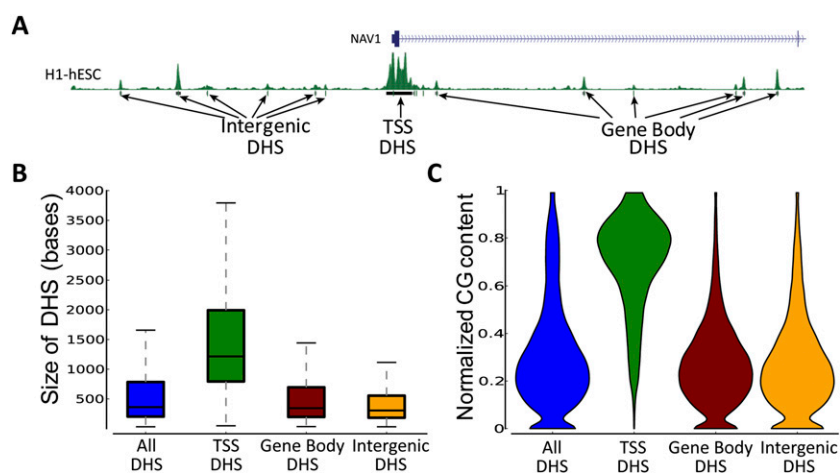 A
NAV1
H1-hESC
Intergenic
DHS
TSS
DHS
Gene Body
DHS
B
Size of DHS (bases)
4000
3500
3000
2500
2000
1500
1000
500
All
DHS
TSS
DHS
Gene Body
DHS
Intergenic
DHS
C
Normalized CG content
1
0.8
0.6
0.4
0.2
0
All
DHS
TSS
DHS
Gene Body
DHS
Intergenic
DHS